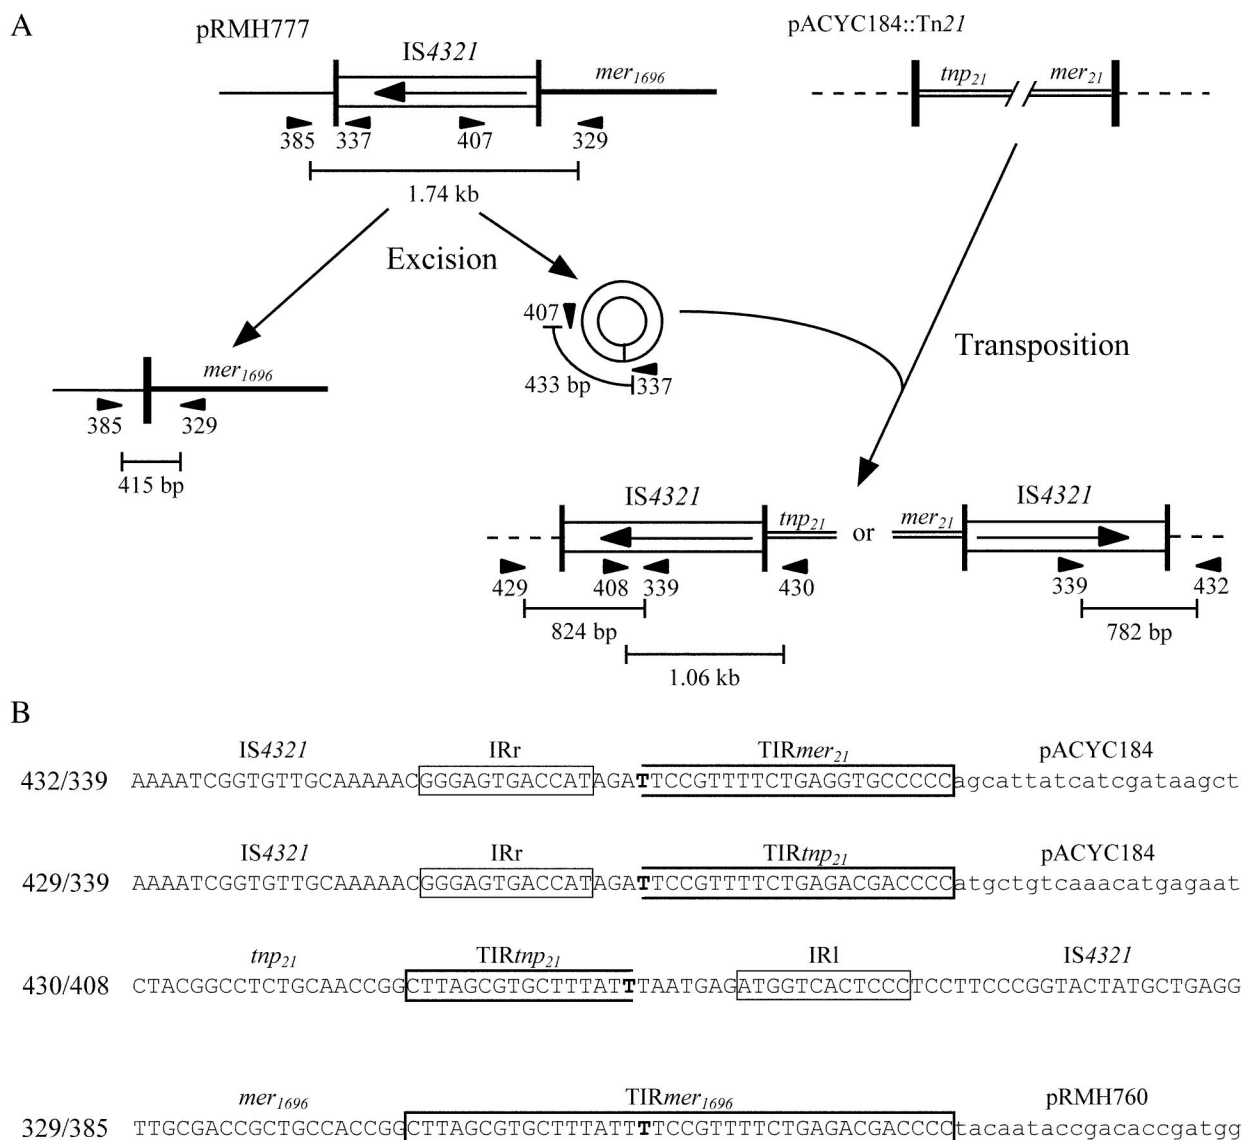 A
pRMH777
pACYC184::Tn21
IS4321
mer1696
tnp21
mer21
385
337
407
329
1.74 kb
Excision
407
433 bp
337
Transposition
mer1696
385
329
415 bp
IS4321
tnp21
or
mer21
IS4321
429
408
339
430
339
432
824 bp
782 bp
1.06 kb
B
IS4321 IRr TIRmer21 pACYC184
432/339 AAAATCGGTGTTGCAAAAACGGGAGTGACCATAGATTCCGTTTTCTGAGGTGCCCCCagcattatcatcgataagct
IS4321 IRr TIRtnp21 pACYC184
429/339 AAAATCGGTGTTGCAAAAACGGGAGTGACCATAGATTCCGTTTTCTGAGACGACCCCatgctgtcaaacatgagaat
tnp21 TIRtnp21 IRl IS4321
430/408 CTACGGCCTCTGCAACCGGCTTAGCGTGCTTTATTTAATGAGATGGTCACTCCCTCCTTCCCGGTACTATGCTGAGG
mer1696 TIRmer1696 pRMH760
329/385 TTGCGACCGCTGCCACCGGCTTAGCGTGCTTTATTTTCCGTTTTCTGAGACGACCCCtacaataccgacaccgatgg